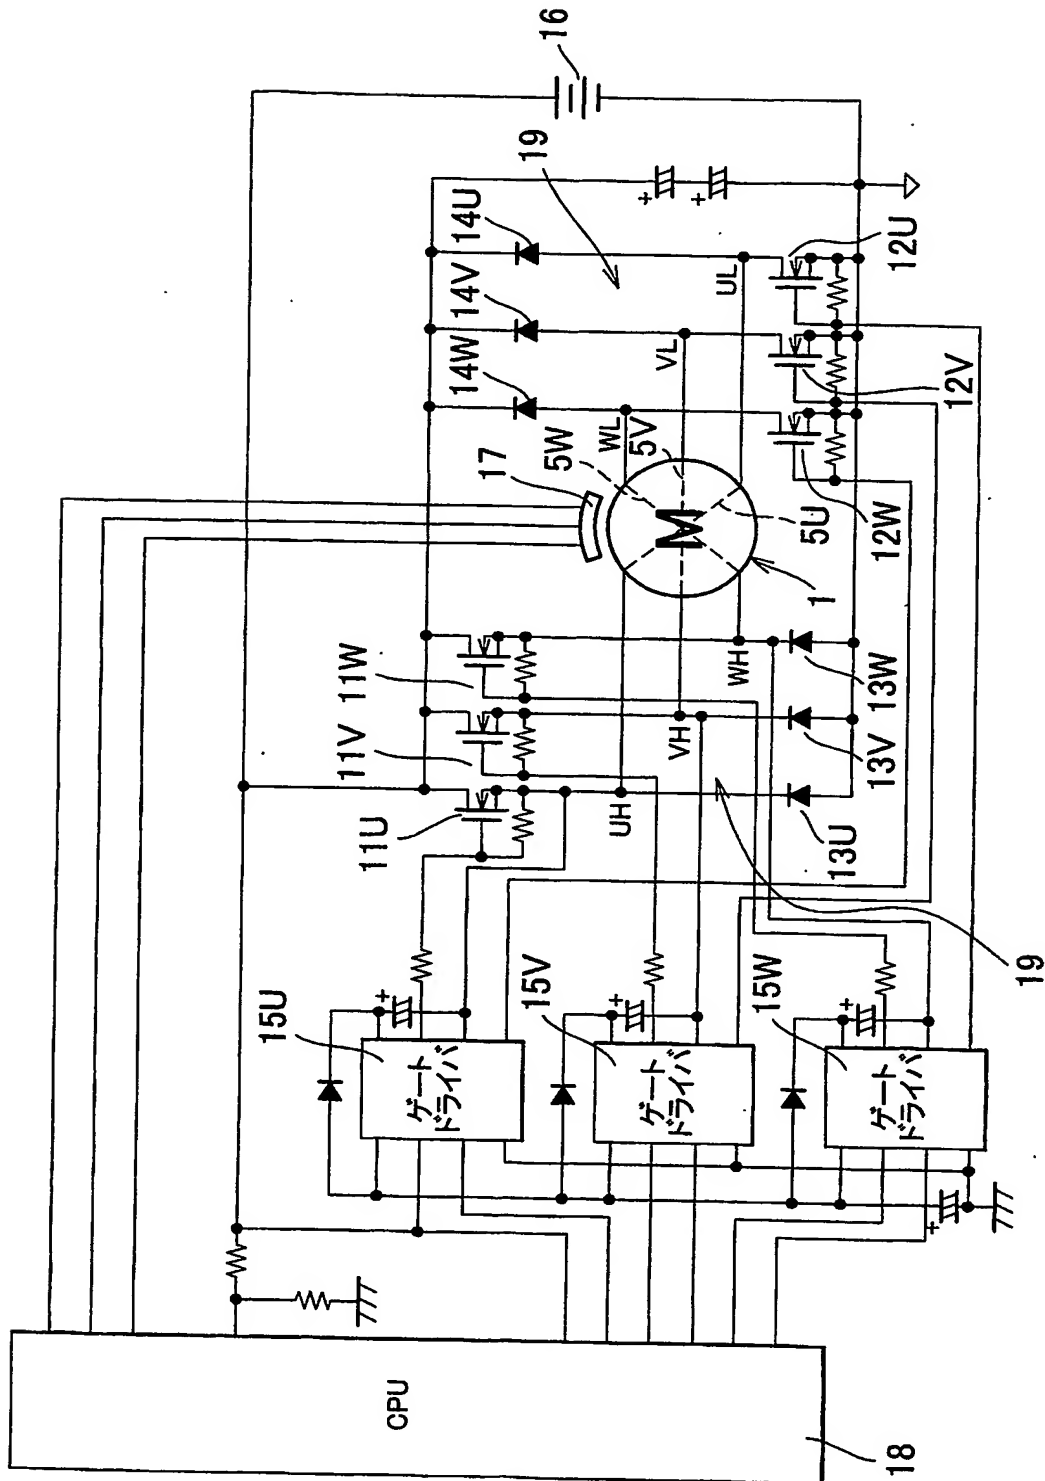 16
19
14U
14V
14W
17
5W
WL
5V
VL
UL
12U
12V
12W
5U
1
11W
11V
11U
WH
VH
UH
13W
13V
13U
19
15U
15V
15W
ゲート
ドライバ
ゲート
ドライバ
ゲート
ドライバ
M
+
+
+
+
+
+
CPU
18